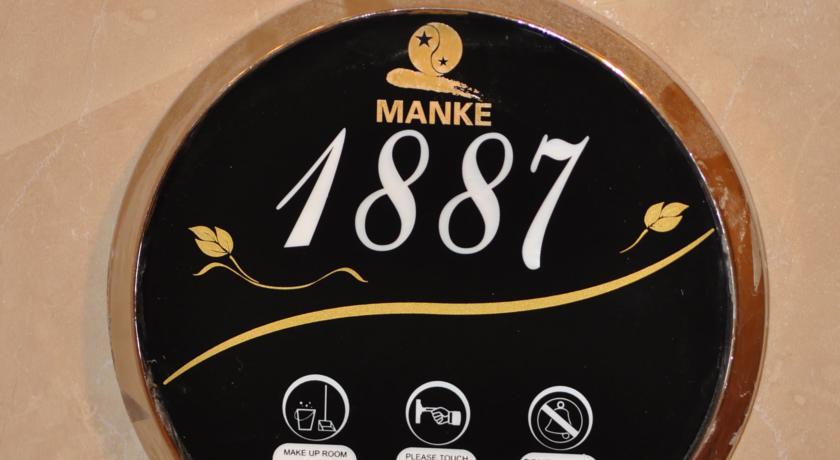 MANKE
1887
MAKE UP ROOM
PLEASE TOUCH